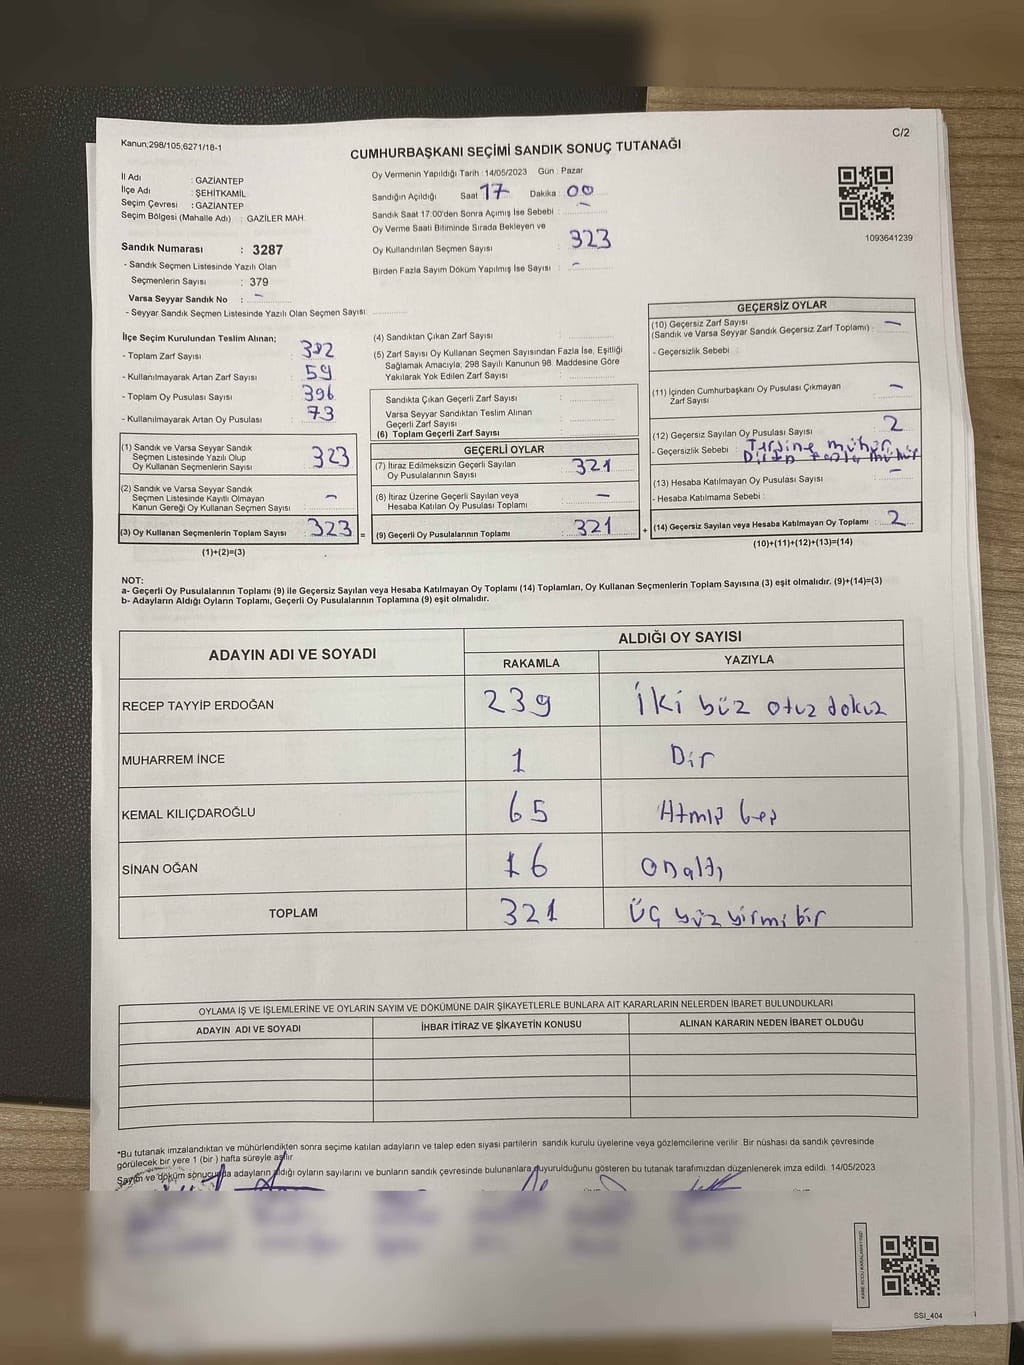 Kanun;298/105;6271/18-1
C/2
CUMHURBAŞKANI SEÇİMİ SANDIK SONUÇ TUTANAĞI
İl Adı : GAZİANTEP
İlçe Adı : ŞEHİTKAMİL
Seçim Çevresi : GAZİANTEP
Seçim Bölgesi (Mahalle Adı) : GAZİLER MAH.
Sandık Numarası : 3287
- Sandık Seçmen Listesinde Yazılı Olan
Seçmenlerin Sayısı : 379
Varsa Seyyar Sandık No : -
- Seyyar Sandık Seçmen Listesinde Yazılı Olan Seçmen Sayısı
Oy Vermenin Yapıldığı Tarih : 14/05/2023 Gün : Pazar
Sandığın Açıldığı Saat 17 Dakika : 00
Sandık Saat 17:00'den Sonra Açımış İse Sebebi : -
Oy Verme Saati Bitiminde Sırada Bekleyen ve
Oy Kullandırılan Seçmen Sayısı : 323
Birden Fazla Sayım Döküm Yapılmış İse Sayısı : -
1093641239
İlçe Seçim Kurulundan Teslim Alınan;
- Toplam Zarf Sayısı : 382
- Kullanılmayarak Artan Zarf Sayısı : 59
- Toplam Oy Pusulası Sayısı : 396
- Kullanılmayarak Artan Oy Pusulası : 73
(1) Sandık ve Varsa Seyyar Sandık
Seçmen Listesinde Yazılı Olup
Oy Kullanan Seçmenlerin Sayısı : 323
(2) Sandık ve Varsa Seyyar Sandık
Seçmen Listesinde Kayıtlı Olmayan
Kanun Gereği Oy Kullanan Seçmen Sayısı : -
(3) Oy Kullanan Seçmenlerin Toplam Sayısı : 323 =
(1)+(2)=(3)
(4) Sandıktan Çıkan Zarf Sayısı :
(5) Zarf Sayısı Oy Kullanan Seçmen Sayısından Fazla İse, Eşitliği
Sağlamak Amacıyla; 298 Sayılı Kanunun 98. Maddesine Göre
Yakılarak Yok Edilen Zarf Sayısı :
Sandıkta Çıkan Geçerli Zarf Sayısı :
Varsa Seyyar Sandıktan Teslim Alınan
Geçerli Zarf Sayısı :
(6) Toplam Geçerli Zarf Sayısı :
GEÇERLİ OYLAR
(7) İtiraz Edilmeksizin Geçerli Sayılan
Oy Pusulalarının Sayısı : 321
(8) İtiraz Üzerine Geçerli Sayılan veya
Hesaba Katılan Oy Pusulası Toplamı : -
(9) Geçerli Oy Pusulalarının Toplamı : 321 +
GEÇERSİZ OYLAR
(10) Geçersiz Zarf Sayısı
(Sandık ve Varsa Seyyar Sandık Geçersiz Zarf Toplamı) : -
- Geçersizlik Sebebi :
(11) İçinden Cumhurbaşkanı Oy Pusulası Çıkmayan
Zarf Sayısı : -
(12) Geçersiz Sayılan Oy Pusulası Sayısı : 2
- Geçersizlik Sebebi : Tersine mühür
Birden fazla mühür
(13) Hesaba Katılmayan Oy Pusulası Sayısı : -
- Hesaba Katılmama Sebebi :
(14) Geçersiz Sayılan veya Hesaba Katılmayan Oy Toplamı : 2
(10)+(11)+(12)+(13)=(14)
NOT:
a- Geçerli Oy Pusulalarının Toplamı (9) ile Geçersiz Sayılan veya Hesaba Katılmayan Oy Toplamı (14) Toplamları, Oy Kullanan Seçmenlerin Toplam Sayısına (3) eşit olmalıdır. (9)+(14)=(3)
b- Adayların Aldığı Oyların Toplamı, Geçerli Oy Pusulalarının Toplamına (9) eşit olmalıdır.
ADAYIN ADI VE SOYADI
ALDIĞI OY SAYISI
RAKAMLA YAZIYLA
RECEP TAYYİP ERDOĞAN 239 İki yüz otuz dokuz
MUHARREM İNCE 1 Bir
KEMAL KILIÇDAROĞLU 65 Atmış beş
SİNAN OĞAN 16 onaltı
TOPLAM 321 Üç yüz yirmi bir
OYLAMA İŞ VE İŞLEMLERİNE VE OYLARIN SAYIM VE DÖKÜMÜNE DAİR ŞİKAYETLERLE BUNLARA AİT KARARLARIN NELERDEN İBARET BULUNDUKLARI
ADAYIN ADI VE SOYADI İHBAR İTİRAZ VE ŞİKAYETİN KONUSU ALINAN KARARIN NEDEN İBARET OLDUĞU
*Bu tutanak imzalandıktan ve mühürlendikten sonra seçime katılan adayların ve talep eden siyasi partilerin sandık kurulu üyelerine veya gözlemcilerine verilir. Bir nüshası da sandık çevresinde
görülecek bir yere 1 (bir ) hafta süreyle asılır.
Sayım ve döküm sonucunda adayların aldığı oyların sayılarını ve bunların sandık çevresinde bulunanlara duyurulduğunu gösteren bu tutanak tarafımızdan düzenlenerek imza edildi. 14/05/2023
SSI_404